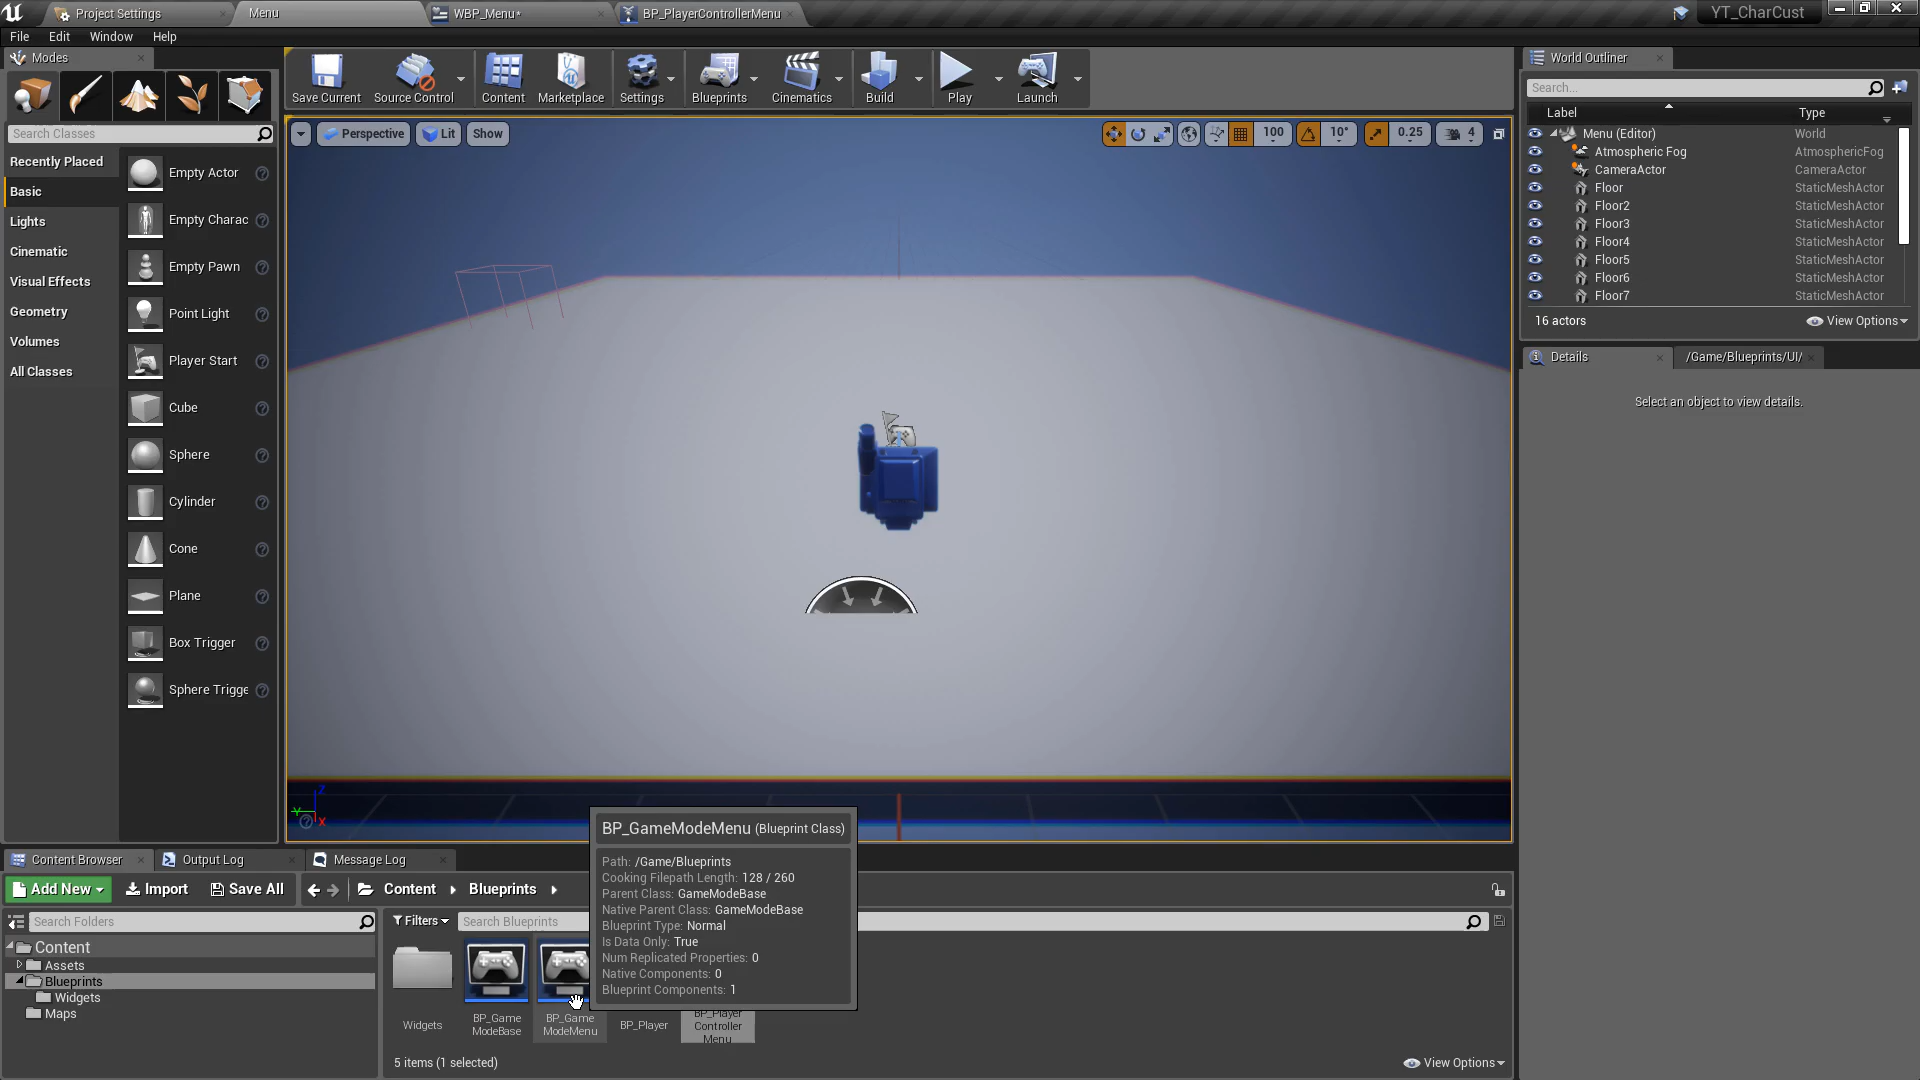 Project Settings
Menu
WBP_Menu*
BP_PlayerControllerMenu
YT_CharCust
File
Edit
Window
Help
Modes
Save Current
Source Control
Content
Marketplace
Settings
Blueprints
Cinematics
Build
Play
Launch
World Outliner
Search...
Label
Type
Menu (Editor)
World
Atmospheric Fog
AtmosphericFog
CameraActor
CameraActor
Floor
StaticMeshActor
Floor2
StaticMeshActor
Floor3
StaticMeshActor
Floor4
StaticMeshActor
Floor5
StaticMeshActor
Floor6
StaticMeshActor
Floor7
StaticMeshActor
16 actors
View Options
Details
/Game/Blueprints/UI/
Select an object to view details.
Search Classes
Recently Placed
Basic
Lights
Cinematic
Visual Effects
Geometry
Volumes
All Classes
Empty Actor
Empty Charac
Empty Pawn
Point Light
Player Start
Cube
Sphere
Cylinder
Cone
Plane
Box Trigger
Sphere Trigge
Perspective
Lit
Show
100
10°
0.25
4
Z
Y
X
BP_GameModeMenu (Blueprint Class)
Path: /Game/Blueprints
Cooking Filepath Length: 128 / 260
Parent Class: GameModeBase
Native Parent Class: GameModeBase
Blueprint Type: Normal
Is Data Only: True
Num Replicated Properties: 0
Native Components: 0
Blueprint Components: 1
Content Browser
Output Log
Message Log
Add New
Import
Save All
Content
Blueprints
Search Folders
Filters
Search Blueprints
Content
Assets
Blueprints
Widgets
Maps
Widgets
BP_Game
ModeBase
BP_Game
ModeMenu
BP_Player
BP_Player
Controller
Menu
5 items (1 selected)
View Options